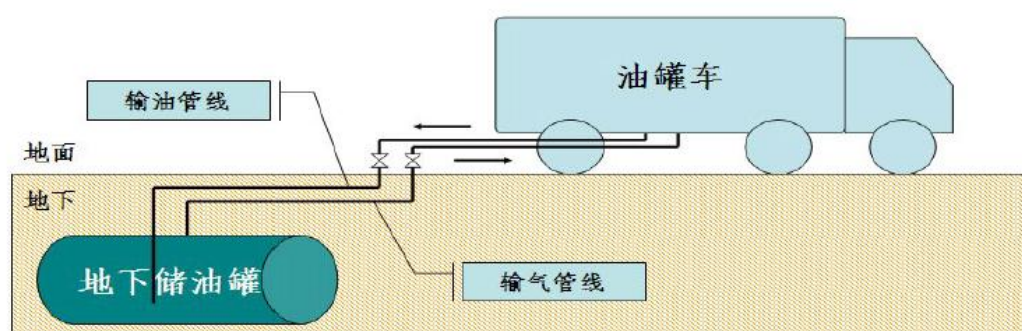 油罐车
输油管线
地面
地下
地下储油罐
输气管线